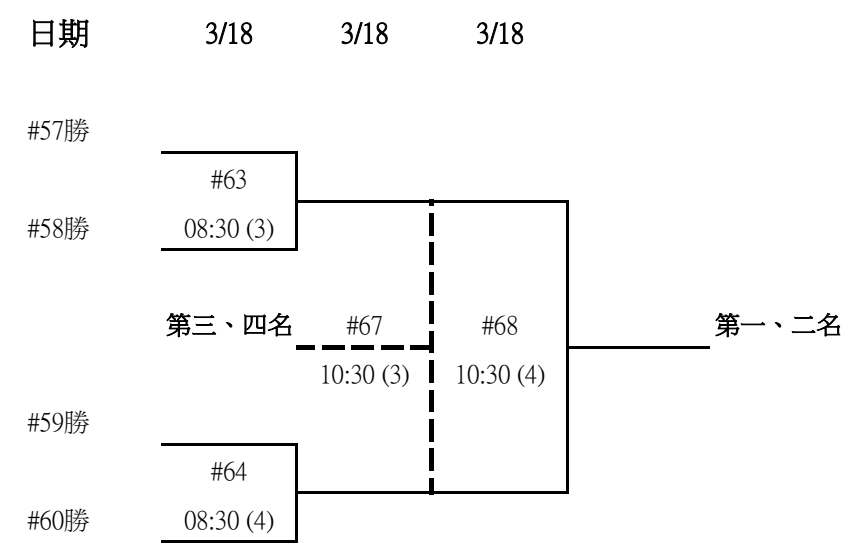 日期 3/18 3/18 3/18
#57勝
#63
#58勝 08:30 (3)
第三、四名 #67 #68 第一、二名
10:30 (3) 10:30 (4)
#59勝
#64
#60勝 08:30 (4)